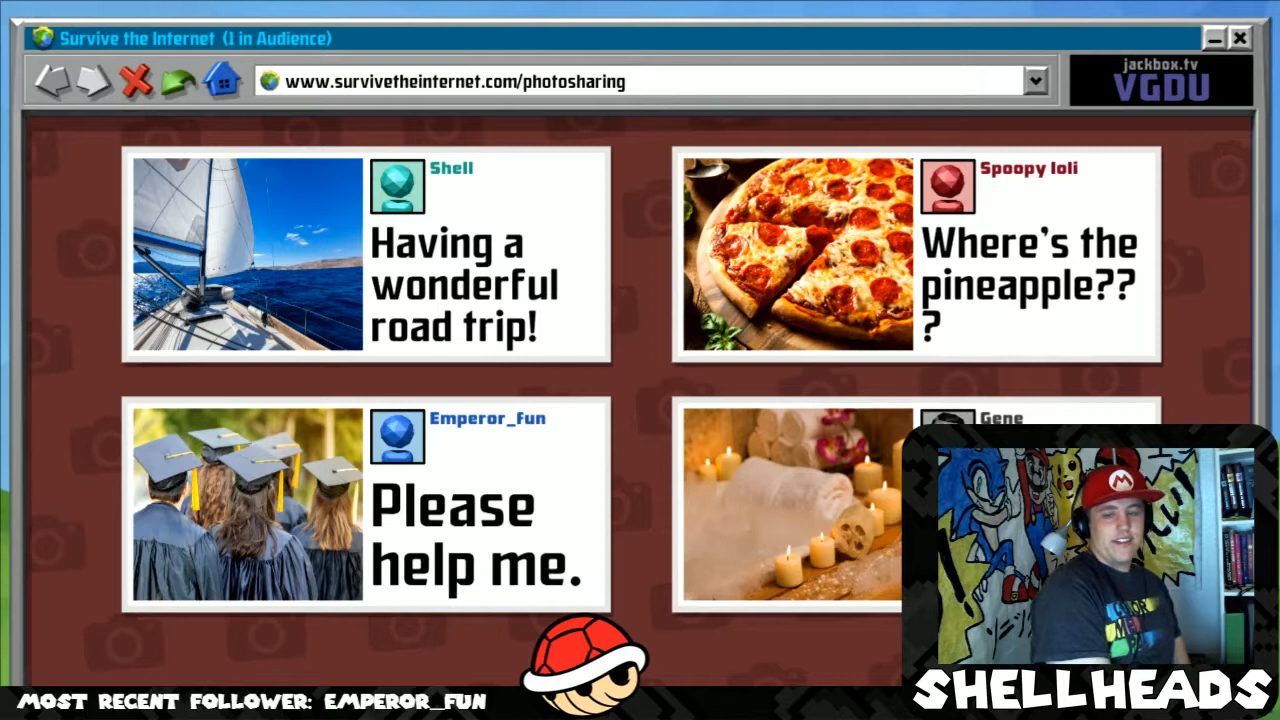 Survive the Internet (1 in Audience)
www.survivetheinternet.com/photosharing
jackbox.tv
VGDU
Shell
Having a
wonderful
road trip!
Spoopy loli
Where's the
pineapple??
?
Emperor_Fun
Please
help me.
Gene
M
SHELLHEADS
MOST RECENT FOLLOWER: EMPEROR_FUN